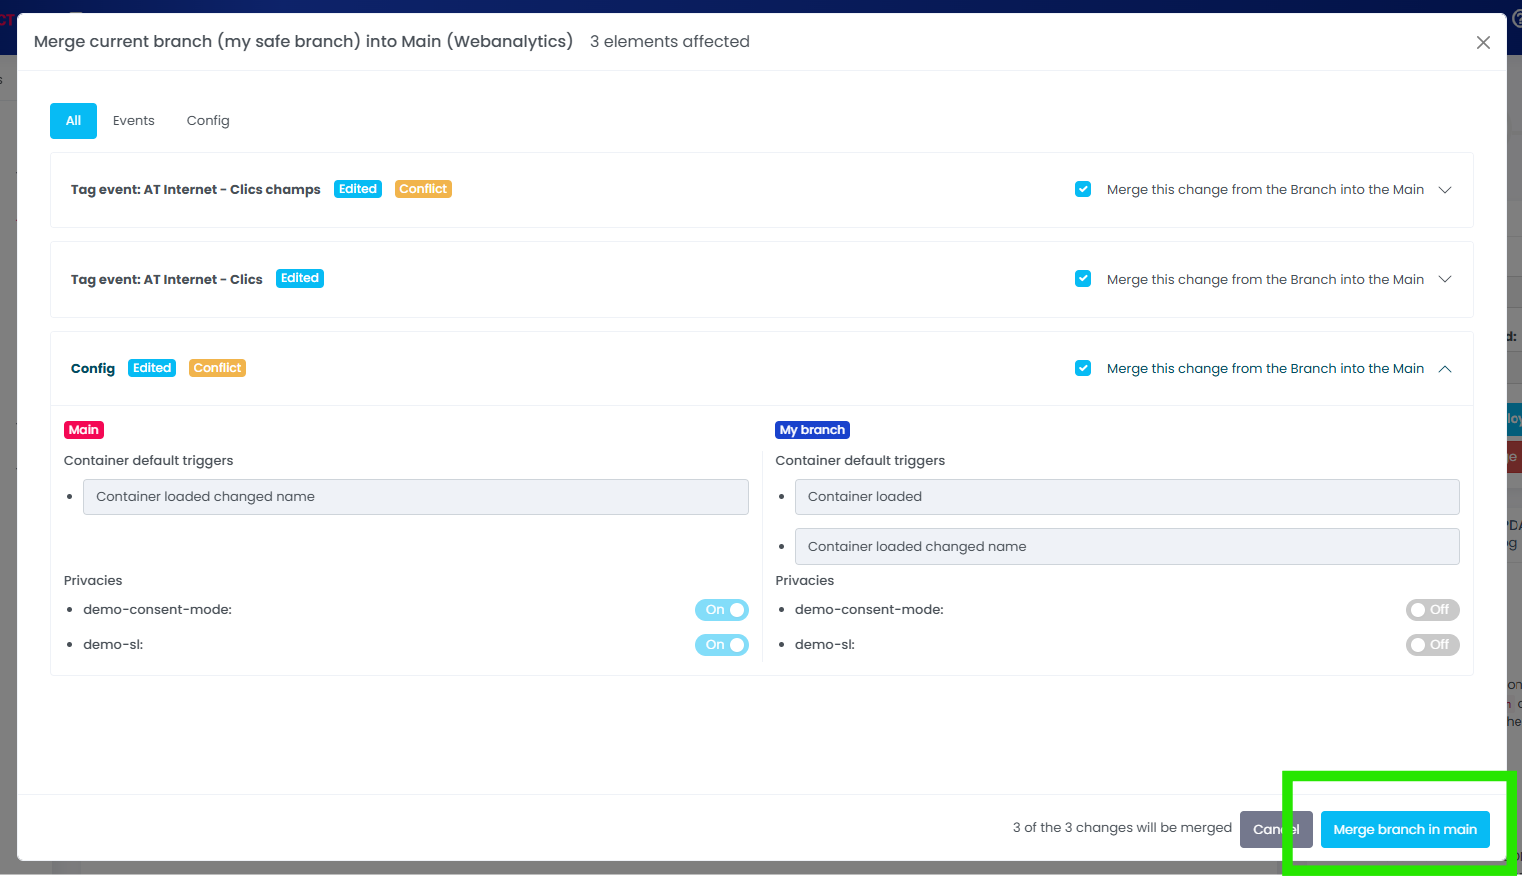 Merge current branch (my safe branch) into Main (Webanalytics) 3 elements affected
All Events Config
Tag event: AT Internet - Clics champs Edited Conflict Merge this change from the Branch into the Main
Tag event: AT Internet - Clics Edited Merge this change from the Branch into the Main
Config Edited Conflict Merge this change from the Branch into the Main
Main My branch
Container default triggers Container default triggers
• Container loaded changed name • Container loaded
• Container loaded changed name
Privacies Privacies
• demo-consent-mode: On • demo-consent-mode: Off
• demo-sl: On • demo-sl: Off
3 of the 3 changes will be merged Cancel Merge branch in main